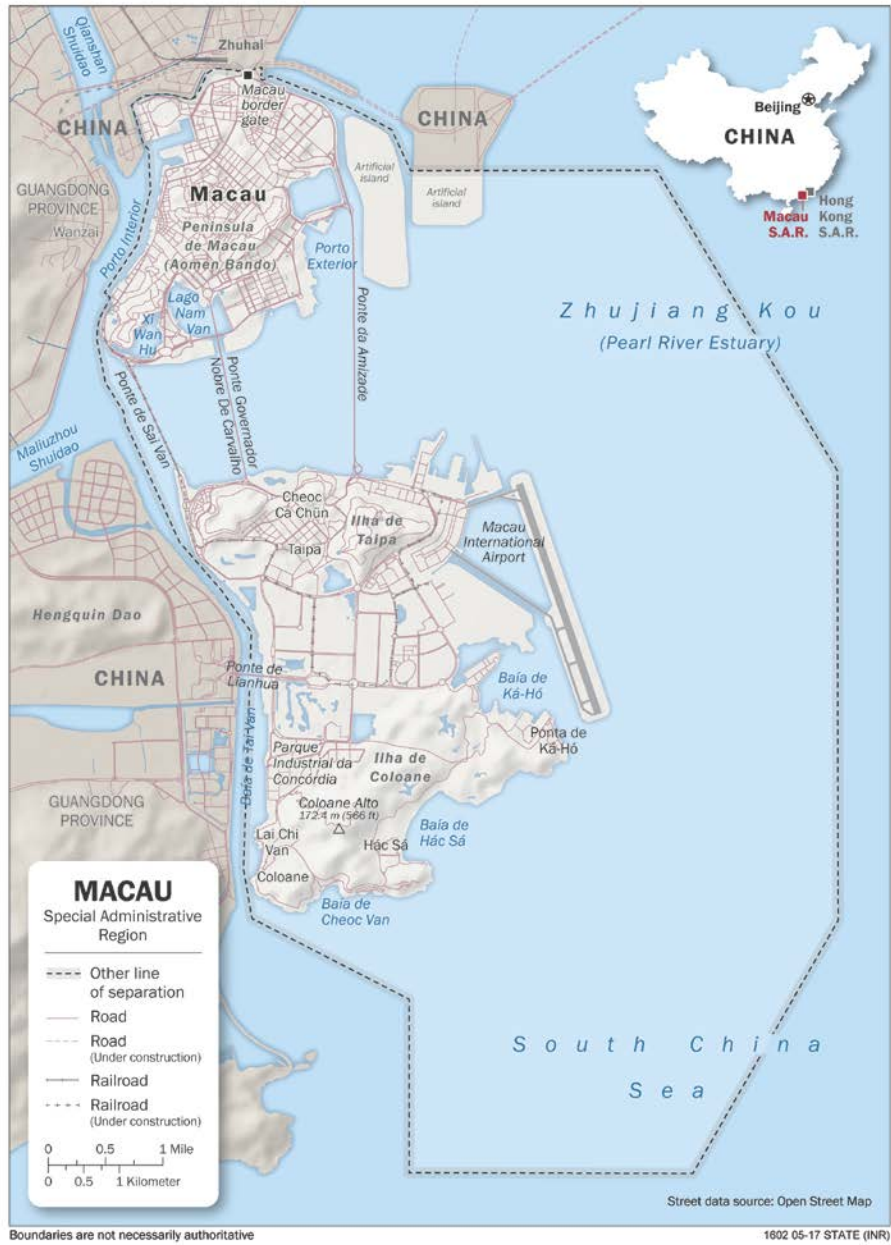 Qianshan
Shuidao
Zhuhai
Macau
border
gate
CHINA
CHINA
Beijing
CHINA
Hong
Kong
S.A.R.
Macau
S.A.R.
GUANGDONG
PROVINCE
Wanzai
Porto Interior
Macau
Península
de Macau
(Aomen Bando)
Artificial
island
Artificial
island
Porto
Exterior
Lago
Nam
Van
Xi
Wan
Hu
Zhujiang Kou
(Pearl River Estuary)
Ponte da Amizade
Ponte Governador
Nobre De Carvalho
Ponte de Sai Van
Maliuzhou
Shuidao
Cheoc
Ca Chün
Ilha de
Taipa
Taipa
Macau
International
Airport
Hengquin Dao
CHINA
Ponte de
Lianhua
Baía de
Ká-Hó
Ponta de
Ká-Hó
Parque
Industrial da
Concórdia
Ilha de
Coloane
GUANGDONG
PROVINCE
Coloane Alto
172.4 m (566 ft)
Lai Chi
Van
Hác Sá
Baía de
Hác Sá
Coloane
Baía de
Cheoc Van
MACAU
Special Administrative
Region
Other line
of separation
Road
Road
(Under construction)
Railroad
Railroad
(Under construction)
0 0.5 1 Mile
0 0.5 1 Kilometer
South China
Sea
Street data source: Open Street Map
Boundaries are not necessarily authoritative
1602 05-17 STATE (INR)